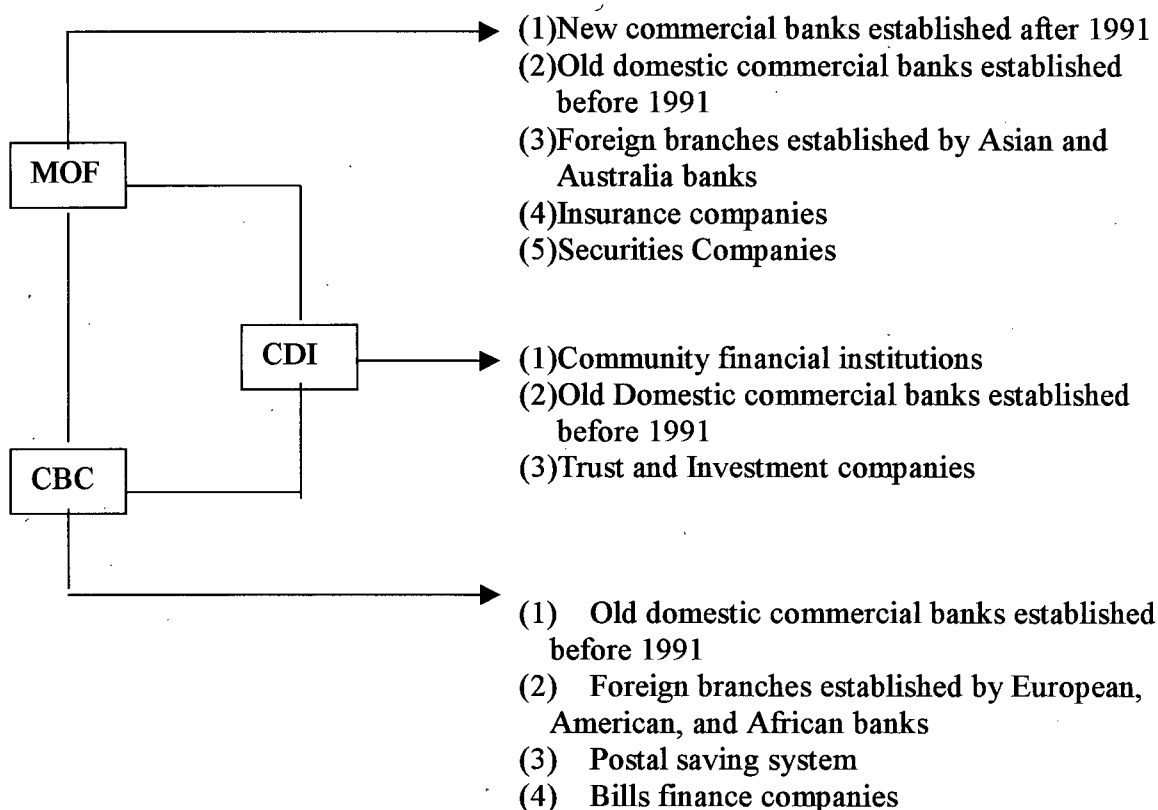 (1)New commercial banks established after 1991
(2)Old domestic commercial banks established
before 1991
(3)Foreign branches established by Asian and
Australia banks
(4)Insurance companies
(5)Securities Companies
MOF
CDI
(1)Community financial institutions
(2)Old Domestic commercial banks established
before 1991
(3)Trust and Investment companies
CBC
(1) Old domestic commercial banks established
before 1991
(2) Foreign branches established by European,
American, and African banks
(3) Postal saving system
(4) Bills finance companies